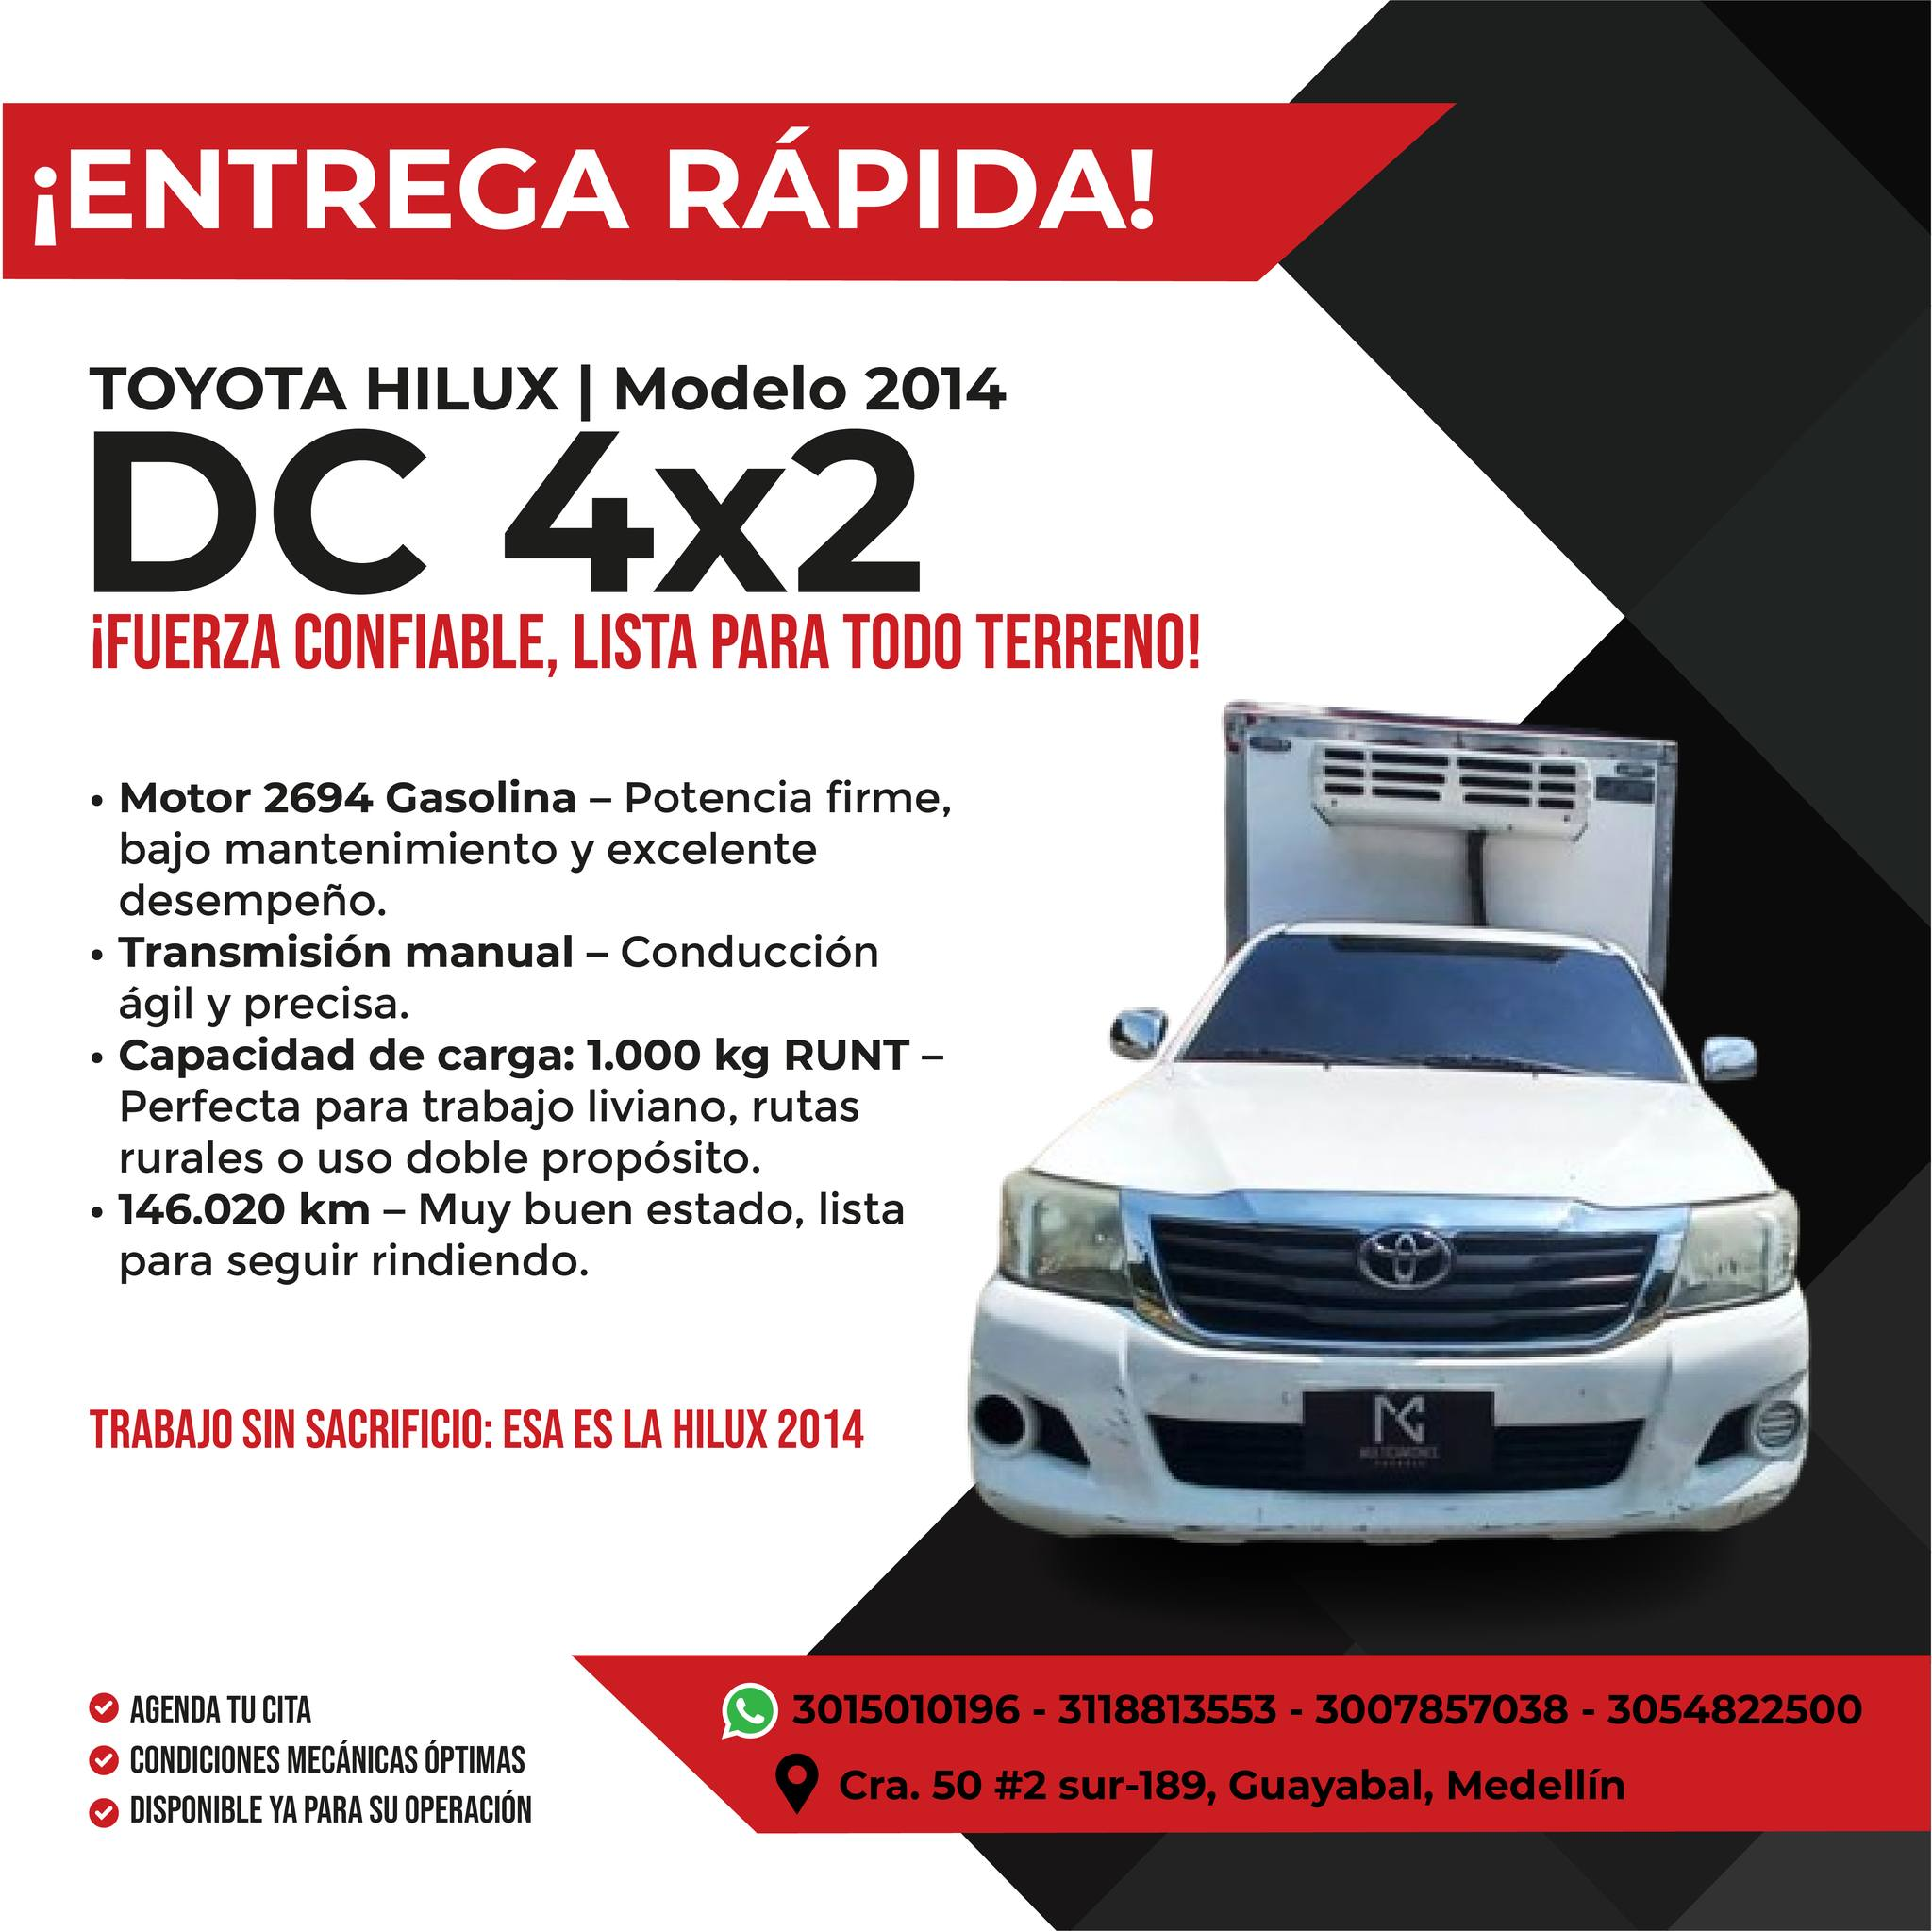 ¡ENTREGA RÁPIDA!
TOYOTA HILUX | Modelo 2014
DC 4x2
¡FUERZA CONFIABLE, LISTA PARA TODO TERRENO!
• Motor 2694 Gasolina – Potencia firme,
bajo mantenimiento y excelente
desempeño.
• Transmisión manual – Conducción
ágil y precisa.
• Capacidad de carga: 1.000 kg RUNT –
Perfecta para trabajo liviano, rutas
rurales o uso doble propósito.
• 146.020 km – Muy buen estado, lista
para seguir rindiendo.
TRABAJO SIN SACRIFICIO: ESA ES LA HILUX 2014
AGENDA TU CITA
CONDICIONES MECÁNICAS ÓPTIMAS
DISPONIBLE YA PARA SU OPERACIÓN
3015010196 - 3118813553 - 3007857038 - 3054822500
Cra. 50 #2 sur-189, Guayabal, Medellín